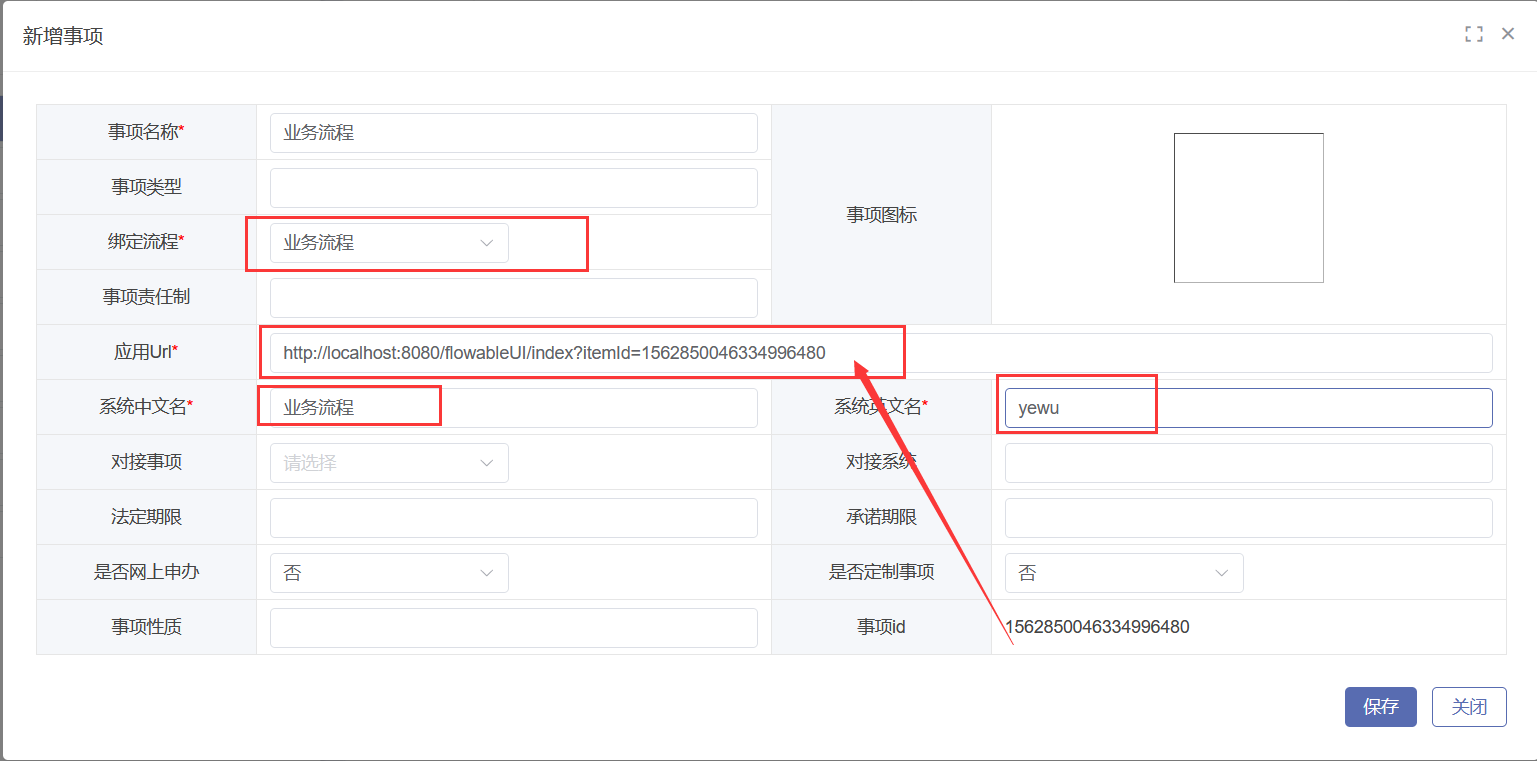 新增事项
事项名称* 业务流程
事项类型
事项图标
绑定流程* 业务流程
事项责任制
应用Url* http://localhost:8080/flowableUI/index?itemId=1562850046334996480
系统中文名* 业务流程 系统英文名* yewu
对接事项 请选择 对接系统
法定期限 承诺期限
是否网上申办 否 是否定制事项 否
事项性质 事项id 1562850046334996480
保存 关闭